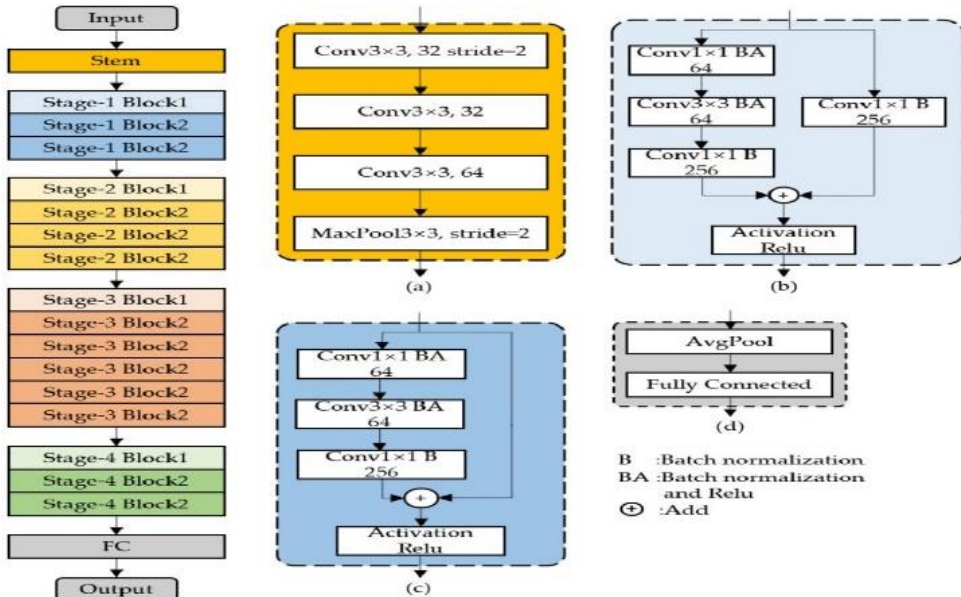 Input
Stem
Stage-1 Block1
Stage-1 Block2
Stage-1 Block2
Stage-2 Block1
Stage-2 Block2
Stage-2 Block2
Stage-2 Block2
Stage-3 Block1
Stage-3 Block2
Stage-3 Block2
Stage-3 Block2
Stage-3 Block2
Stage-3 Block2
Stage-4 Block1
Stage-4 Block2
Stage-4 Block2
FC
Output
Conv3×3, 32 stride=2
Conv3×3, 32
Conv3×3, 64
MaxPool3×3, stride=2
(a)
Conv1×1 BA
64
Conv3×3 BA
64
Conv1×1 B
256
Conv1×1 B
256
+
Activation
Relu
(b)
Conv1×1 BA
64
Conv3×3 BA
64
Conv1×1 B
256
+
Activation
Relu
(c)
AvgPool
Fully Connected
(d)
B :Batch normalization
BA :Batch normalization
and Relu
⊕ :Add